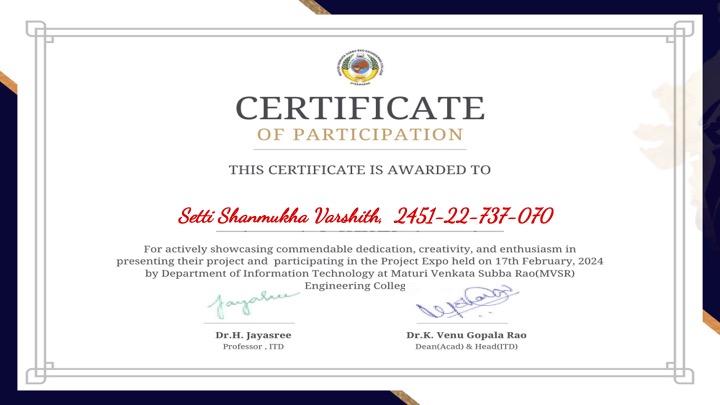 CERTIFICATE
OF PARTICIPATION
THIS CERTIFICATE IS AWARDED TO
Setti Shanmukha Varshith, 2451-22-737-070
For actively showcasing commendable dedication, creativity, and enthusiasm in
presenting their project and participating in the Project Expo held on 17th February, 2024
by Department of Information Technology at Maturi Venkata Subba Rao(MVSR)
Engineering Colleg
Jayasree
Dr.H. Jayasree
Professor , ITD
Dr.K. Venu Gopala Rao
Dean(Acad) & Head(ITD)